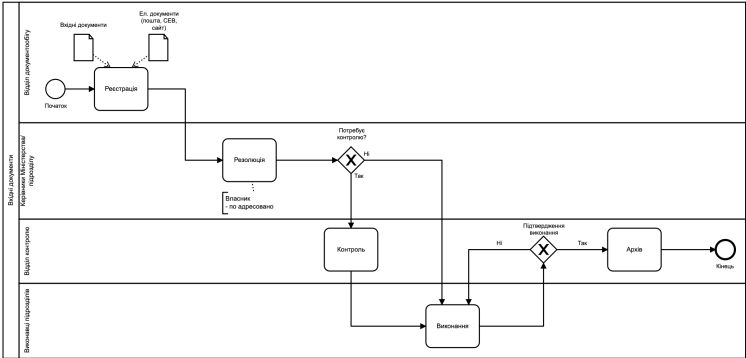 Вхідні документи
Відділ документообігу
Вхідні документи
Ел. документи
(пошта, СЕВ,
сайт)
Початок
Реєстрація
Керівники Міністерства/
підрозділу
Резолюція
Власник
- по адресовано
Потребує
контролю?
Ні
Так
Відділ контролю
Контроль
Підтвердження
виконання
Ні
Так
Архів
Кінець
Виконавці підрозділів
Виконання